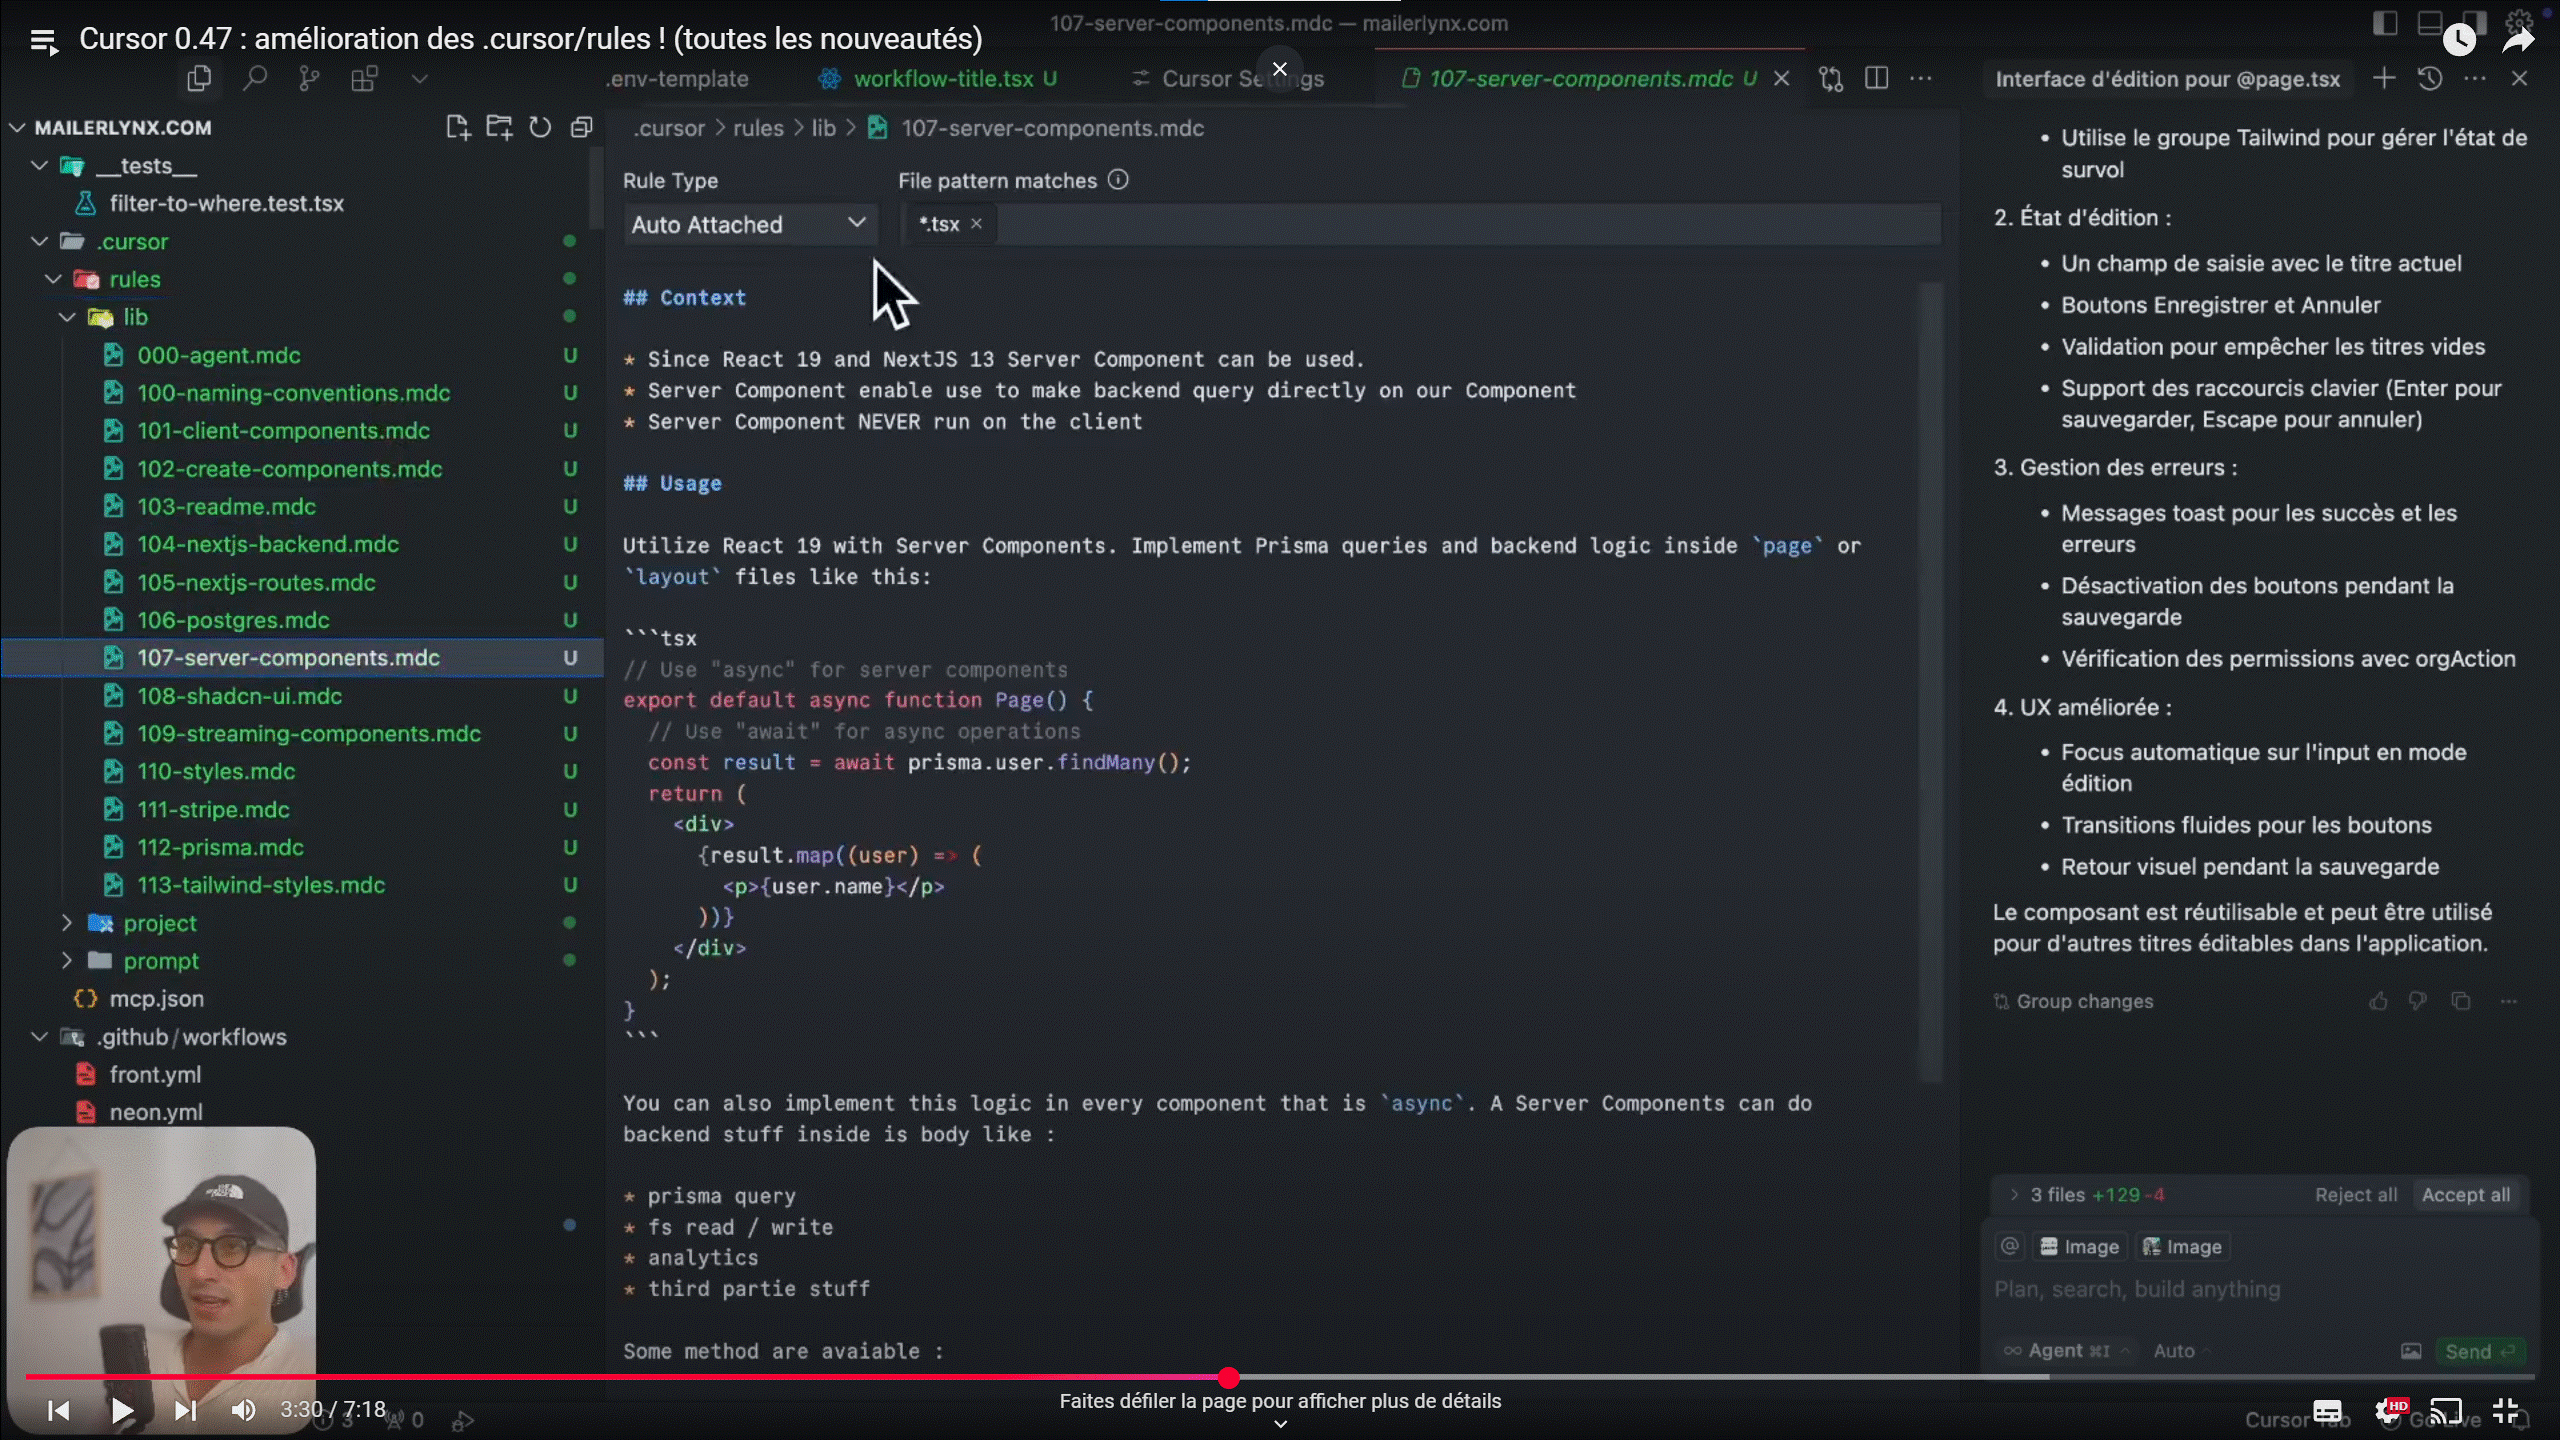 Cursor 0.47 : amélioration des .cursor/rules ! (toutes les nouveautés)
107-server-components.mdc — mailerlynx.com
.env-template
workflow-title.tsx U
Cursor Settings
107-server-components.mdc U
Interface d'édition pour @page.tsx
MAILERLYNX.COM
__tests__
filter-to-where.test.tsx
.cursor
rules
lib
000-agent.mdc U
100-naming-conventions.mdc U
101-client-components.mdc U
102-create-components.mdc U
103-readme.mdc U
104-nextjs-backend.mdc U
105-nextjs-routes.mdc U
106-postgres.mdc U
107-server-components.mdc U
108-shadcn-ui.mdc U
109-streaming-components.mdc U
110-styles.mdc U
111-stripe.mdc U
112-prisma.mdc U
113-tailwind-styles.mdc U
project
prompt
mcp.json
.github/workflows
front.yml
neon.yml
.cursor > rules > lib > 107-server-components.mdc
Rule Type
File pattern matches
Auto Attached
*.tsx
## Context
* Since React 19 and NextJS 13 Server Component can be used.
* Server Component enable use to make backend query directly on our Component
* Server Component NEVER run on the client
## Usage
Utilize React 19 with Server Components. Implement Prisma queries and backend logic inside `page` or
`layout` files like this:
```tsx
// Use "async" for server components
export default async function Page() {
// Use "await" for async operations
const result = await prisma.user.findMany();
return (
<div>
{result.map((user) => (
<p>{user.name}</p>
))}
</div>
);
}
```
You can also implement this logic in every component that is `async`. A Server Components can do
backend stuff inside is body like :
* prisma query
* fs read / write
* analytics
* third partie stuff
Some method are avaiable :
• Utilise le groupe Tailwind pour gérer l'état de
survol
2. État d'édition :
• Un champ de saisie avec le titre actuel
• Boutons Enregistrer et Annuler
• Validation pour empêcher les titres vides
• Support des raccourcis clavier (Enter pour
sauvegarder, Escape pour annuler)
3. Gestion des erreurs :
• Messages toast pour les succès et les
erreurs
• Désactivation des boutons pendant la
sauvegarde
• Vérification des permissions avec orgAction
4. UX améliorée :
• Focus automatique sur l'input en mode
édition
• Transitions fluides pour les boutons
• Retour visuel pendant la sauvegarde
Le composant est réutilisable et peut être utilisé
pour d'autres titres éditables dans l'application.
Group changes
3 files +129 -4
Reject all
Accept all
@ Image Image
Plan, search, build anything
Agent ⌘I
Auto
Send
3:30 / 7:18
3
0
Faites défiler la page pour afficher plus de détails
Cursor Tab
HD
Go Live